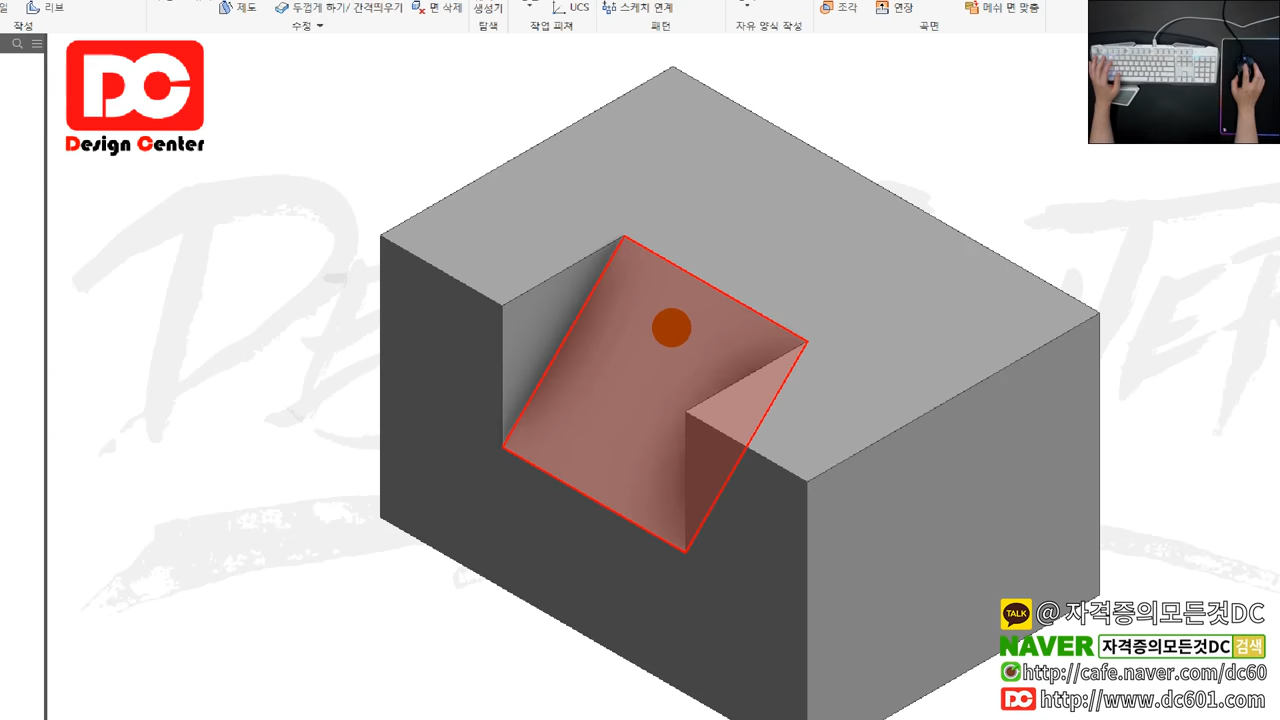 리브 제도 두껍게 하기/ 간격띄우기 면 삭제 생성기 UCS 스케치 연계 조각 연장 메쉬 면 맞춤
작성 수정 탐색 작업 피쳐 패턴 자유 양식 작성 곡면
DC
Design Center
TALK @ 자격증의모든것DC
NAVER 자격증의모든것DC 검색
http://cafe.naver.com/dc60
DC http://www.dc601.com